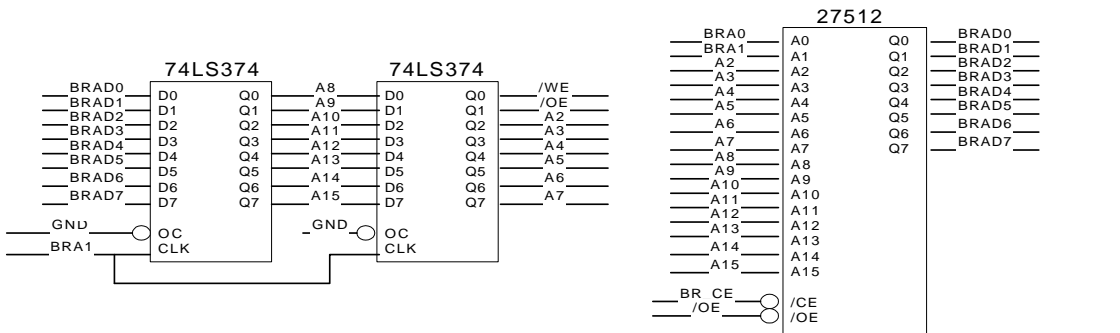 74LS374
BRAD0 D0 Q0 A8
BRAD1 D1 Q1 A9
BRAD2 D2 Q2 A10
BRAD3 D3 Q3 A11
BRAD4 D4 Q4 A12
BRAD5 D5 Q5 A13
BRAD6 D6 Q6 A14
BRAD7 D7 Q7 A15
GND OC
BRA1 CLK
74LS374
D0 Q0 /WE
D1 Q1 /OE
D2 Q2 A2
D3 Q3 A3
D4 Q4 A4
D5 Q5 A5
D6 Q6 A6
D7 Q7 A7
GND OC
CLK
27512
BRA0 A0 Q0 BRAD0
BRA1 A1 Q1 BRAD1
A2 A2 Q2 BRAD2
A3 A3 Q3 BRAD3
A4 A4 Q4 BRAD4
A5 A5 Q5 BRAD5
A6 A6 Q6 BRAD6
A7 A7 Q7 BRAD7
A8 A8
A9 A9
A10 A10
A11 A11
A12 A12
A13 A13
A14 A14
A15 A15
BR CE /CE
/OE /OE